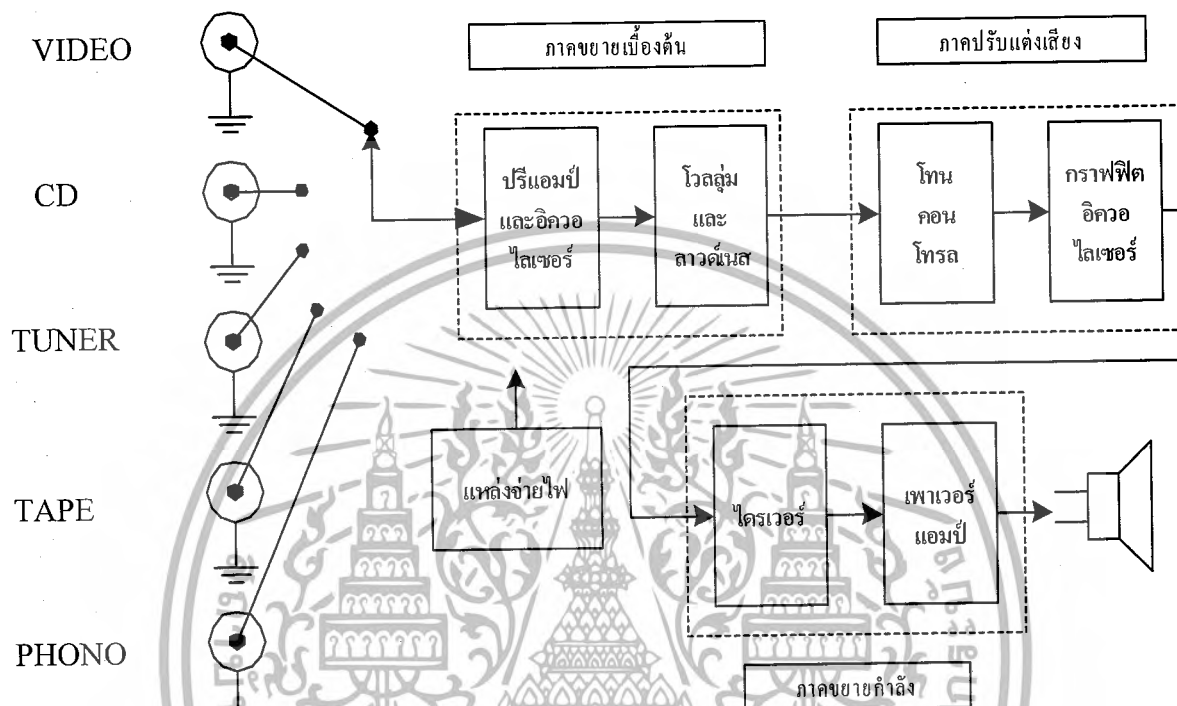 VIDEO
CD
TUNER
TAPE
PHONO
ภาคขยายเบื้องต้น
ภาคปรับแต่งเสียง
ปรีแอมป์
และอิควอ
ไลเซอร์
โวลลุ่ม
และ
ลาวด์เนส
โทน
คอน
โทรล
กราฟฟิต
อิควอ
ไลเซอร์
แหล่งจ่ายไฟ
ไดรเวอร์
เพาเวอร์
แอมป์
ภาคขยายกำลัง